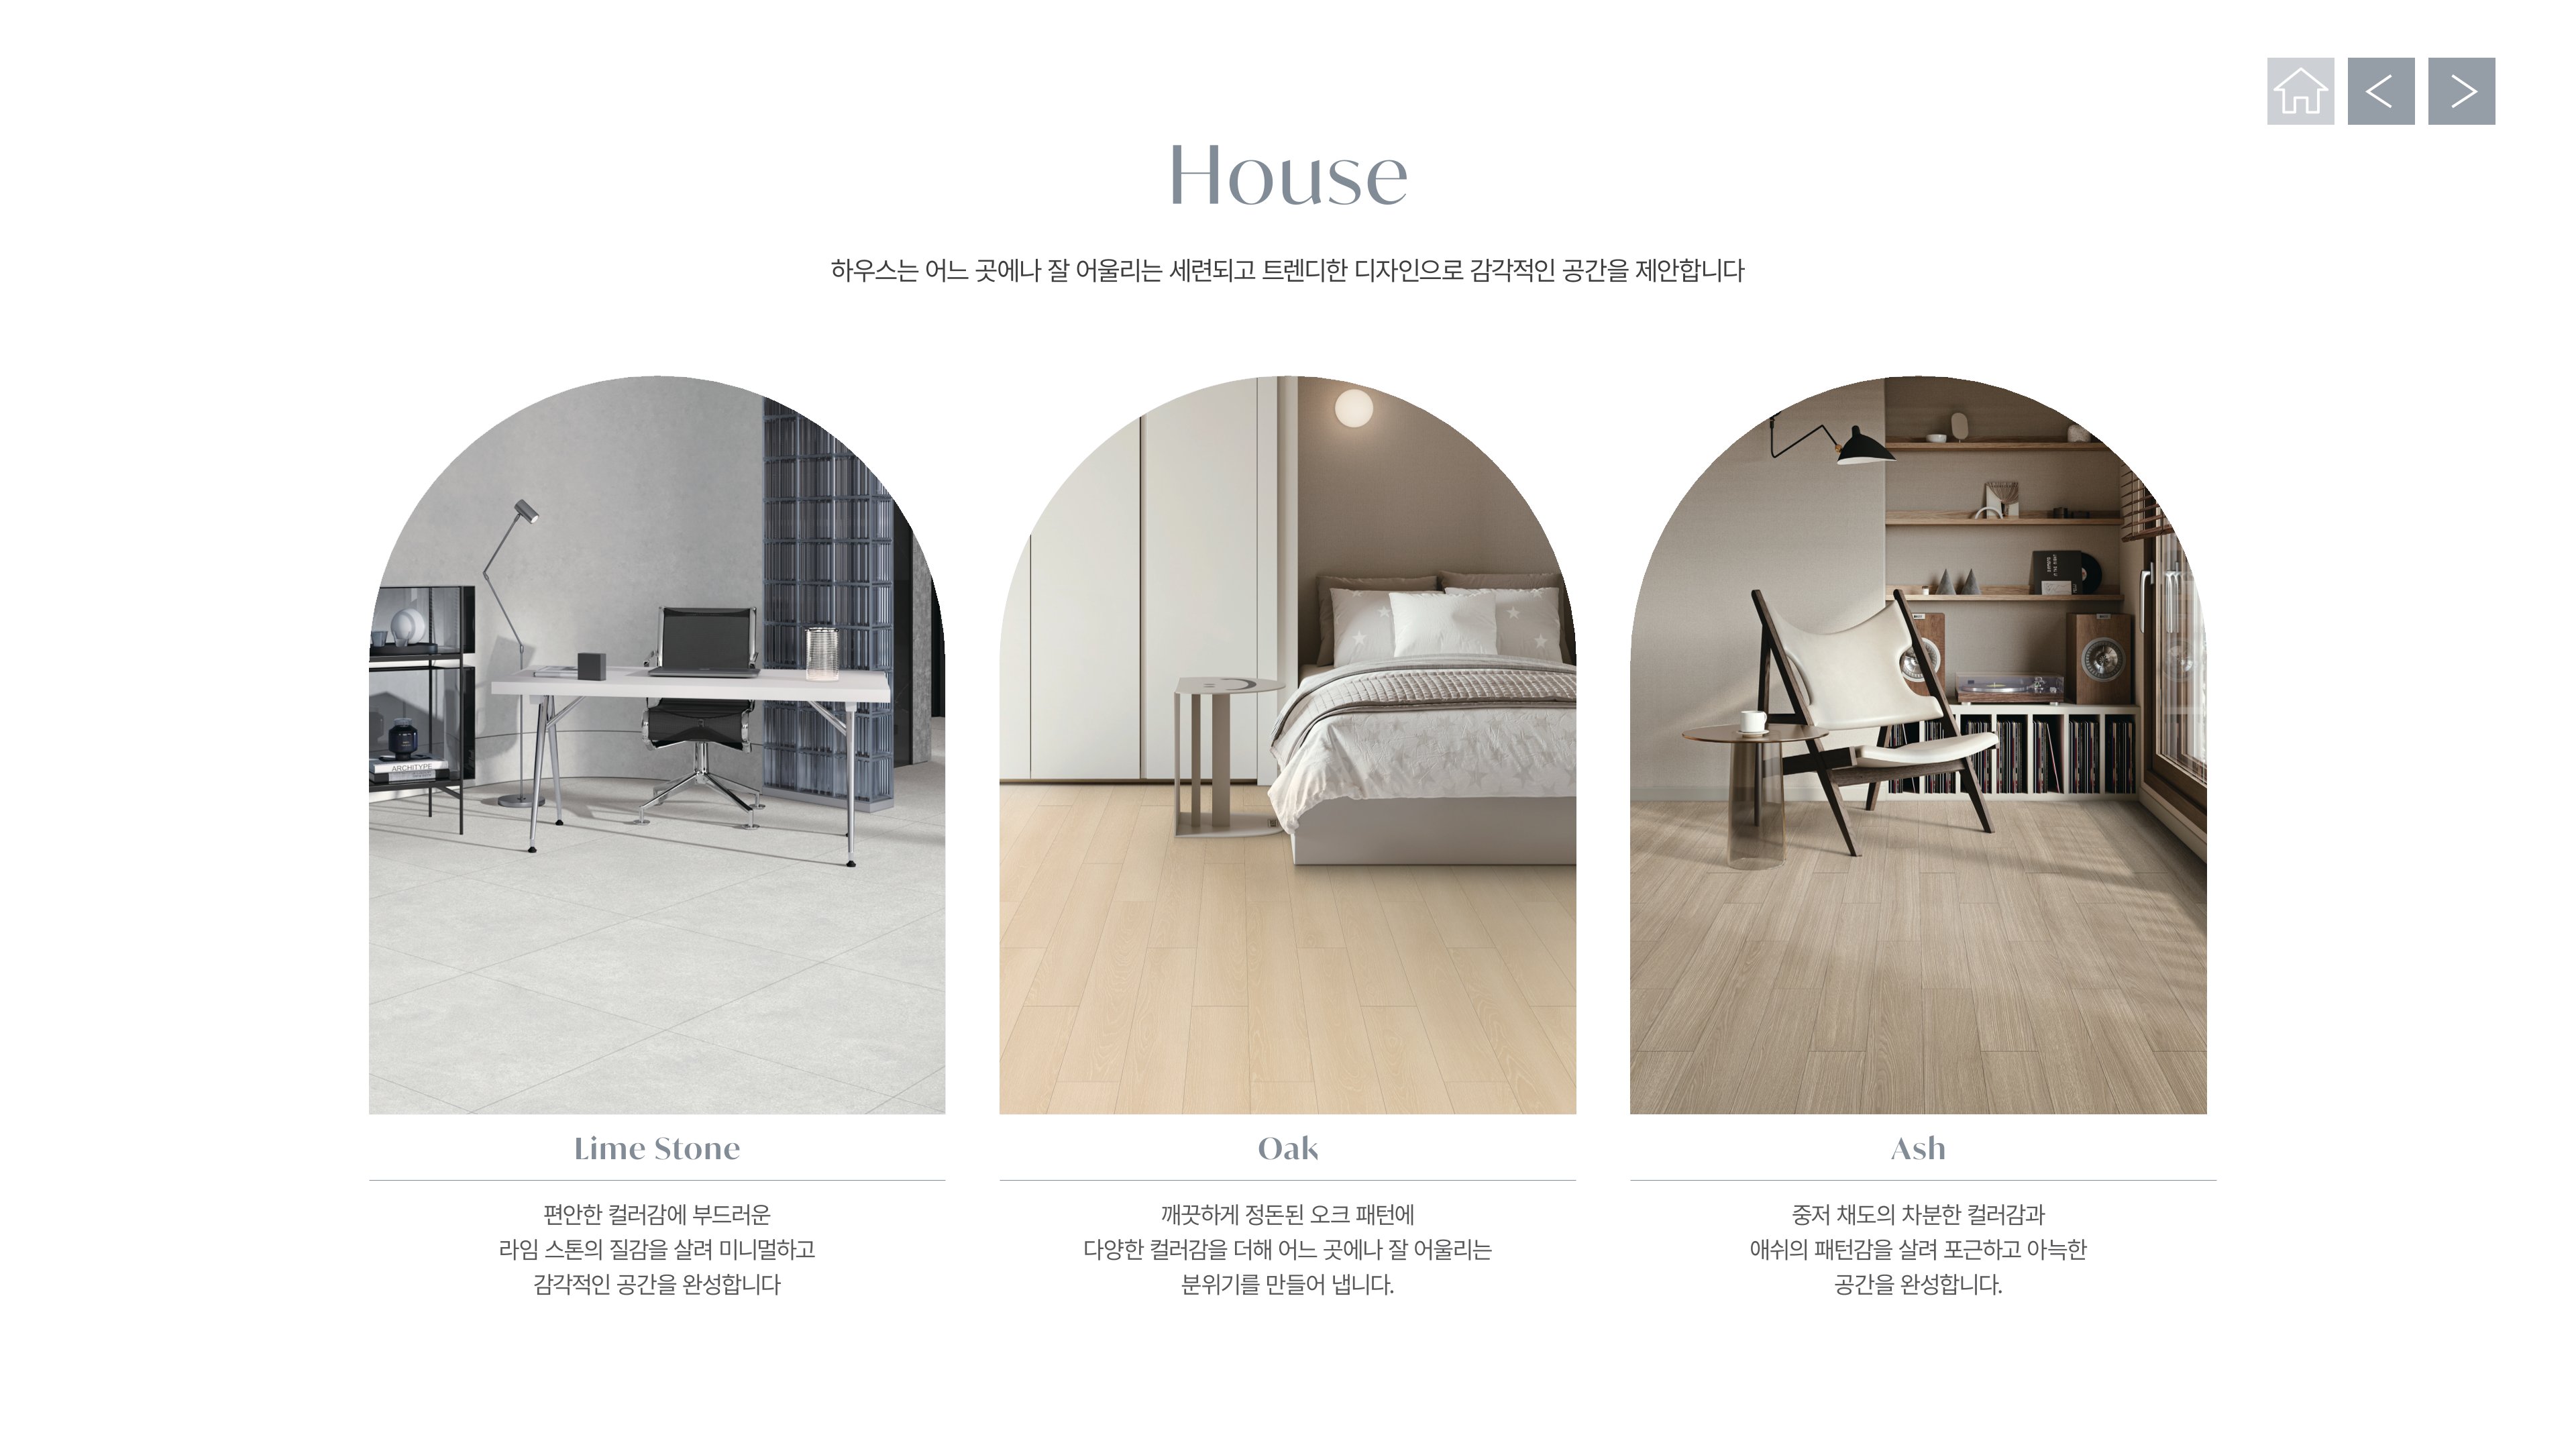 House
하우스는 어느 곳에나 잘 어울리는 세련되고 트렌디한 디자인으로 감각적인 공간을 제안합니다
ARCHITYPE
Lime Stone
Oak
Ash
편안한 컬러감에 부드러운
라임 스톤의 질감을 살려 미니멀하고
감각적인 공간을 완성합니다
깨끗하게 정돈된 오크 패턴에
다양한 컬러감을 더해 어느 곳에나 잘 어울리는
분위기를 만들어 냅니다.
중저 채도의 차분한 컬러감과
애쉬의 패턴감을 살려 포근하고 아늑한
공간을 완성합니다.